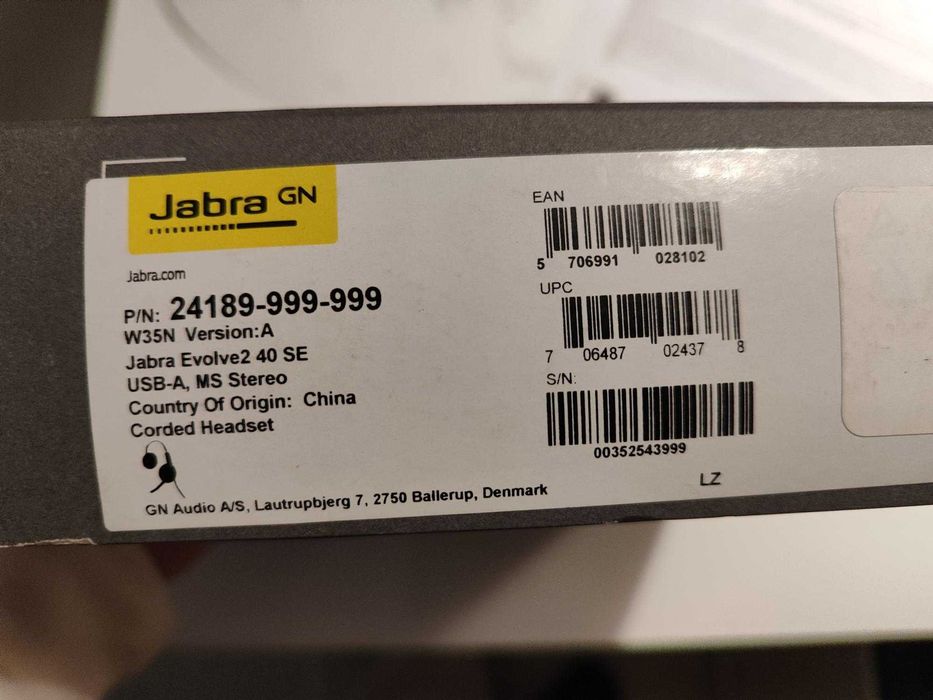 Jabra GN
Jabra.com
P/N: 24189-999-999
W35N Version:A
Jabra Evolve2 40 SE
USB-A, MS Stereo
Country Of Origin: China
Corded Headset
GN Audio A/S, Lautrupbjerg 7, 2750 Ballerup, Denmark
EAN
5 706991 028102
UPC
7 06487 02437 8
S/N:
00352543999
LZ